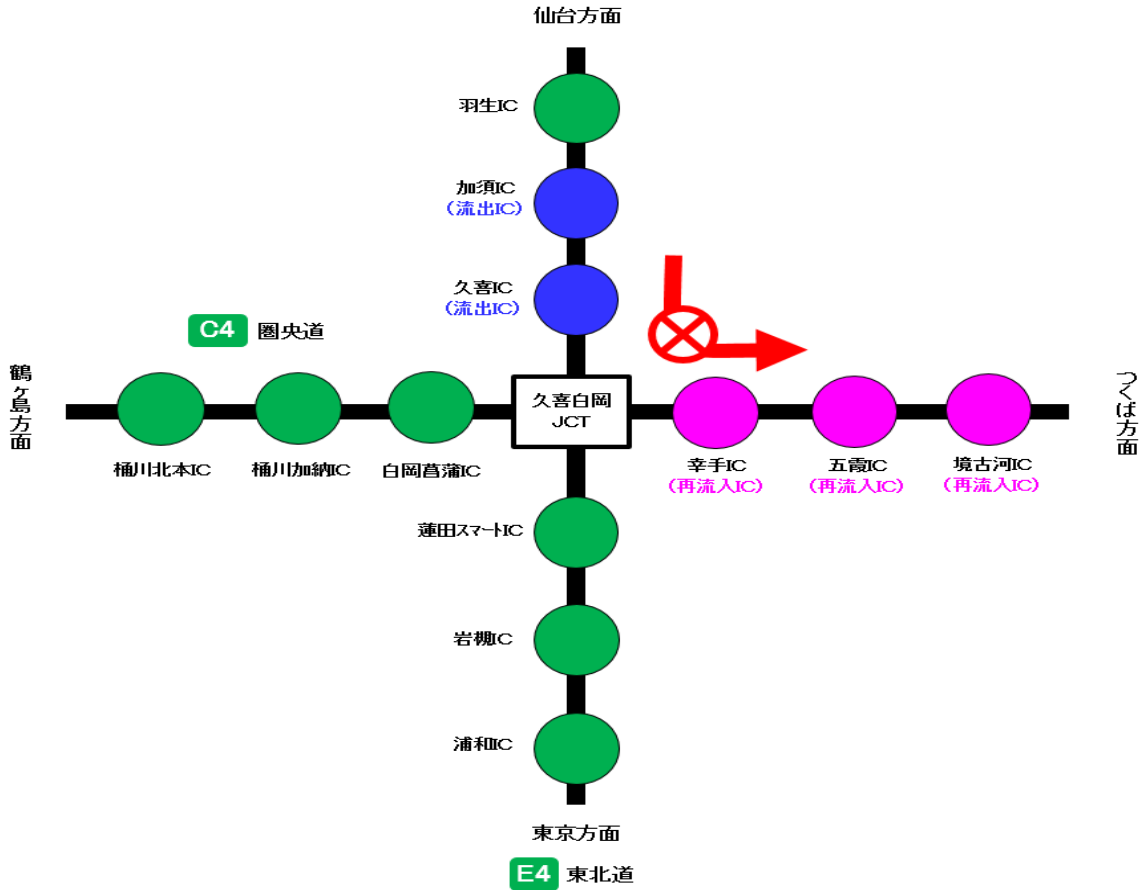 仙台方面
羽生IC
加須IC
(流出IC)
久喜IC
(流出IC)
C4 圏央道
鶴ヶ島方面
久喜白岡
JCT
つくば方面
桶川北本IC
桶川加納IC
白岡菖蒲IC
幸手IC
(再流入IC)
五霞IC
(再流入IC)
境古河IC
(再流入IC)
蓮田スマートIC
岩槻IC
浦和IC
東京方面
E4 東北道